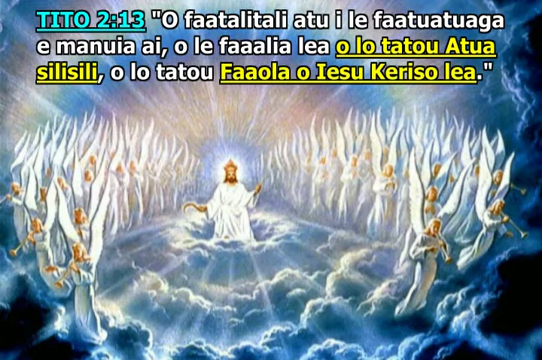 TITO 2:13 "O faatalitali atu i le faatuatuaga
e manuia ai, o le faaalia lea o lo tatou Atua
silisili, o lo tatou Faaola o Iesu Keriso lea."